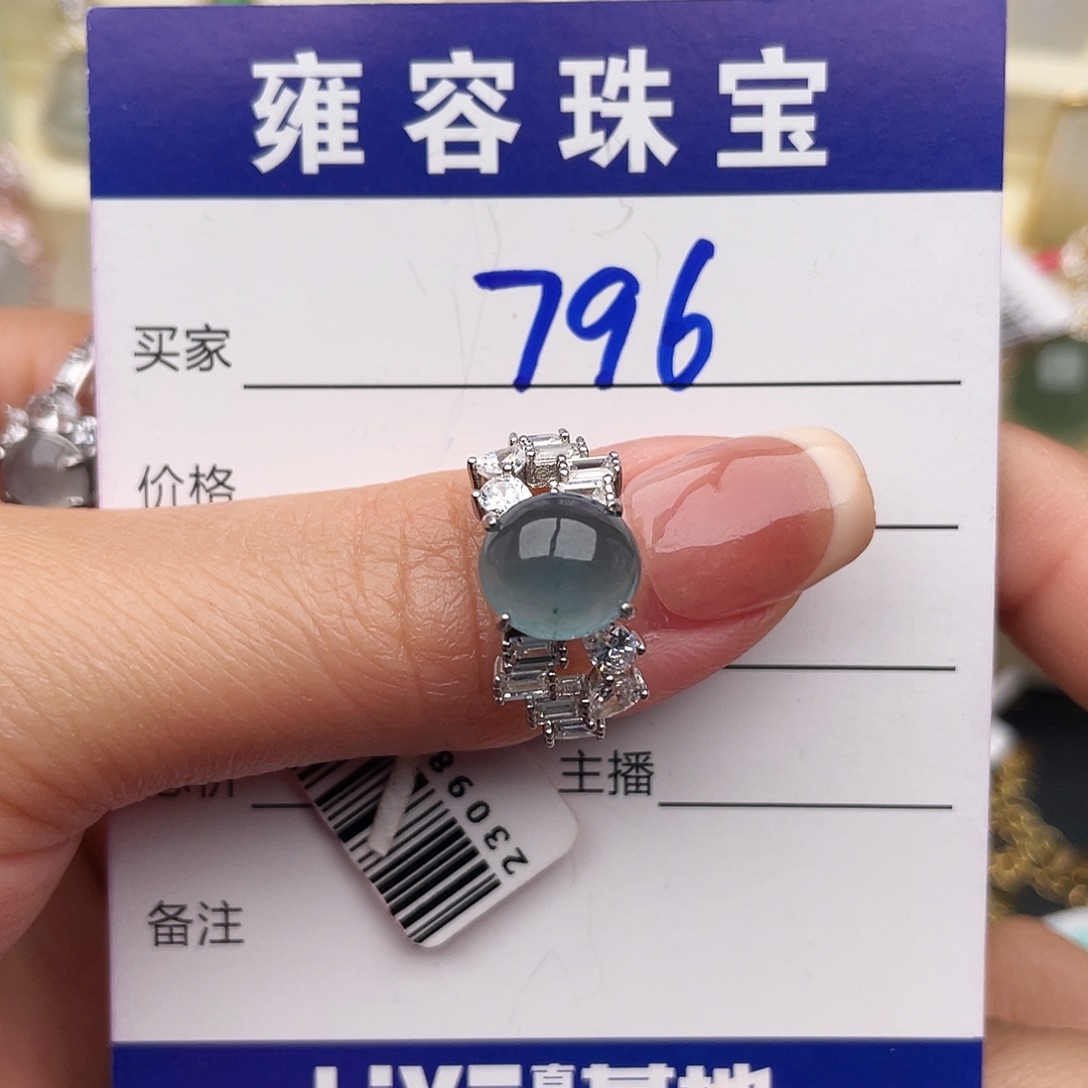 雍容珠宝
买家 796
价格
主播
23098
备注